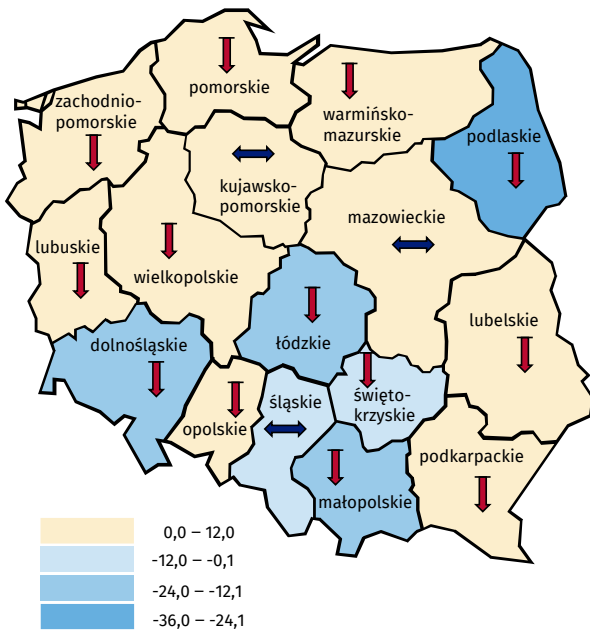 pomorskie
zachodnio-
pomorskie
warmińsko-
mazurskie
podlaskie
kujawsko-
pomorskie
mazowieckie
lubuskie
wielkopolskie
lubelskie
dolnośląskie
łódzkie
święto-
krzyskie
śląskie
opolskie
podkarpackie
małopolskie
0,0 – 12,0
-12,0 – -0,1
-24,0 – -12,1
-36,0 – -24,1